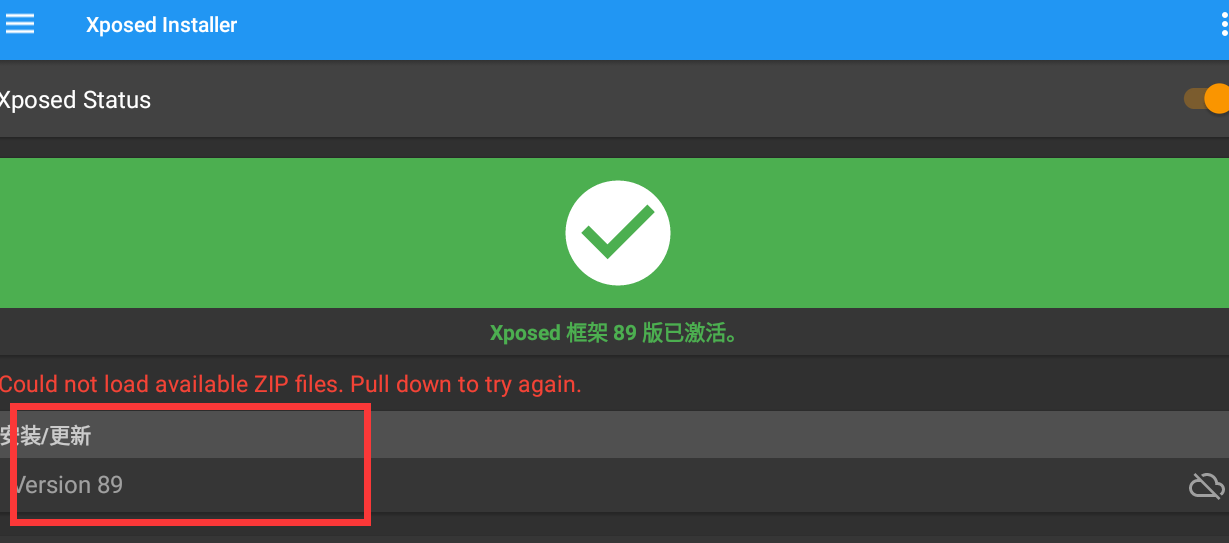 Xposed Installer
Xposed Status
Xposed 框架 89 版已激活。
Could not load available ZIP files. Pull down to try again.
安装/更新
Version 89